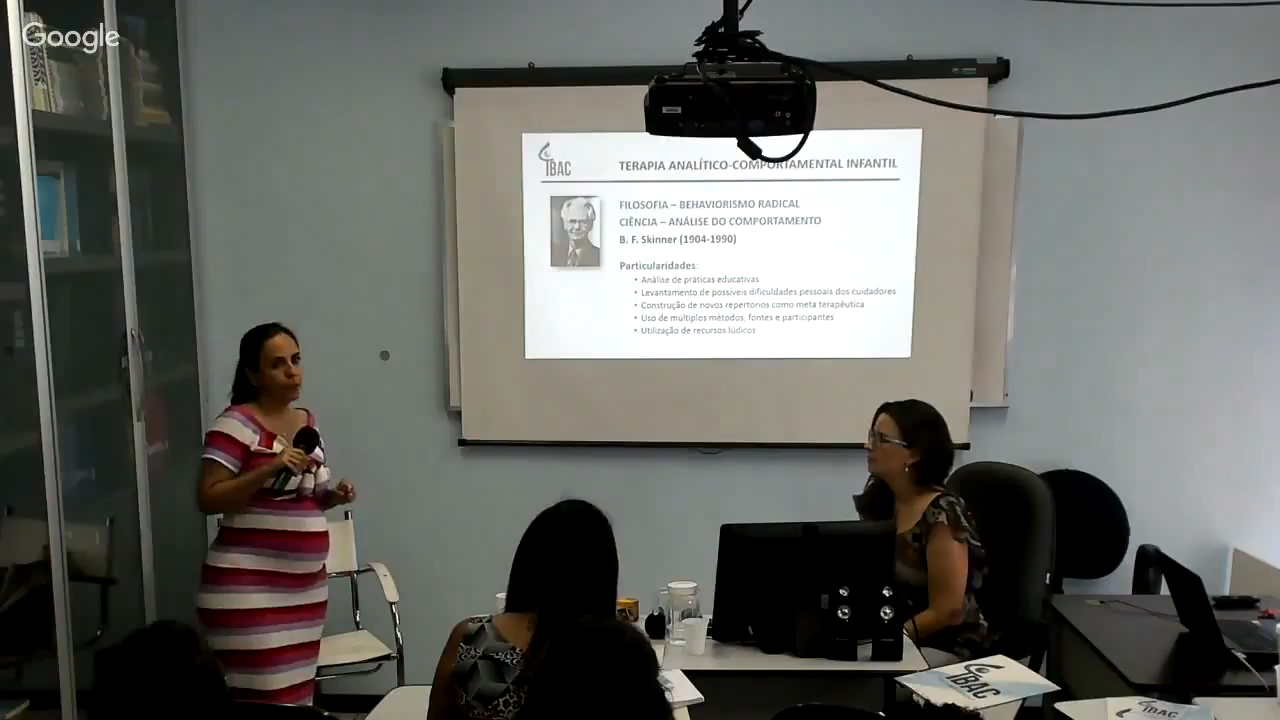 Google
IBAC
TERAPIA ANALÍTICO-COMPORTAMENTAL INFANTIL
FILOSOFIA – BEHAVIORISMO RADICAL
CIÊNCIA – ANÁLISE DO COMPORTAMENTO
B. F. Skinner (1904-1990)
Particularidades:
• Análise de práticas educativas
• Levantamento de possíveis dificuldades pessoais dos cuidadores
• Construção de novos repertórios como meta terapêutica
• Uso de múltiplos métodos, fontes e participantes
• Utilização de recursos lúdicos
IBAC
IBAC